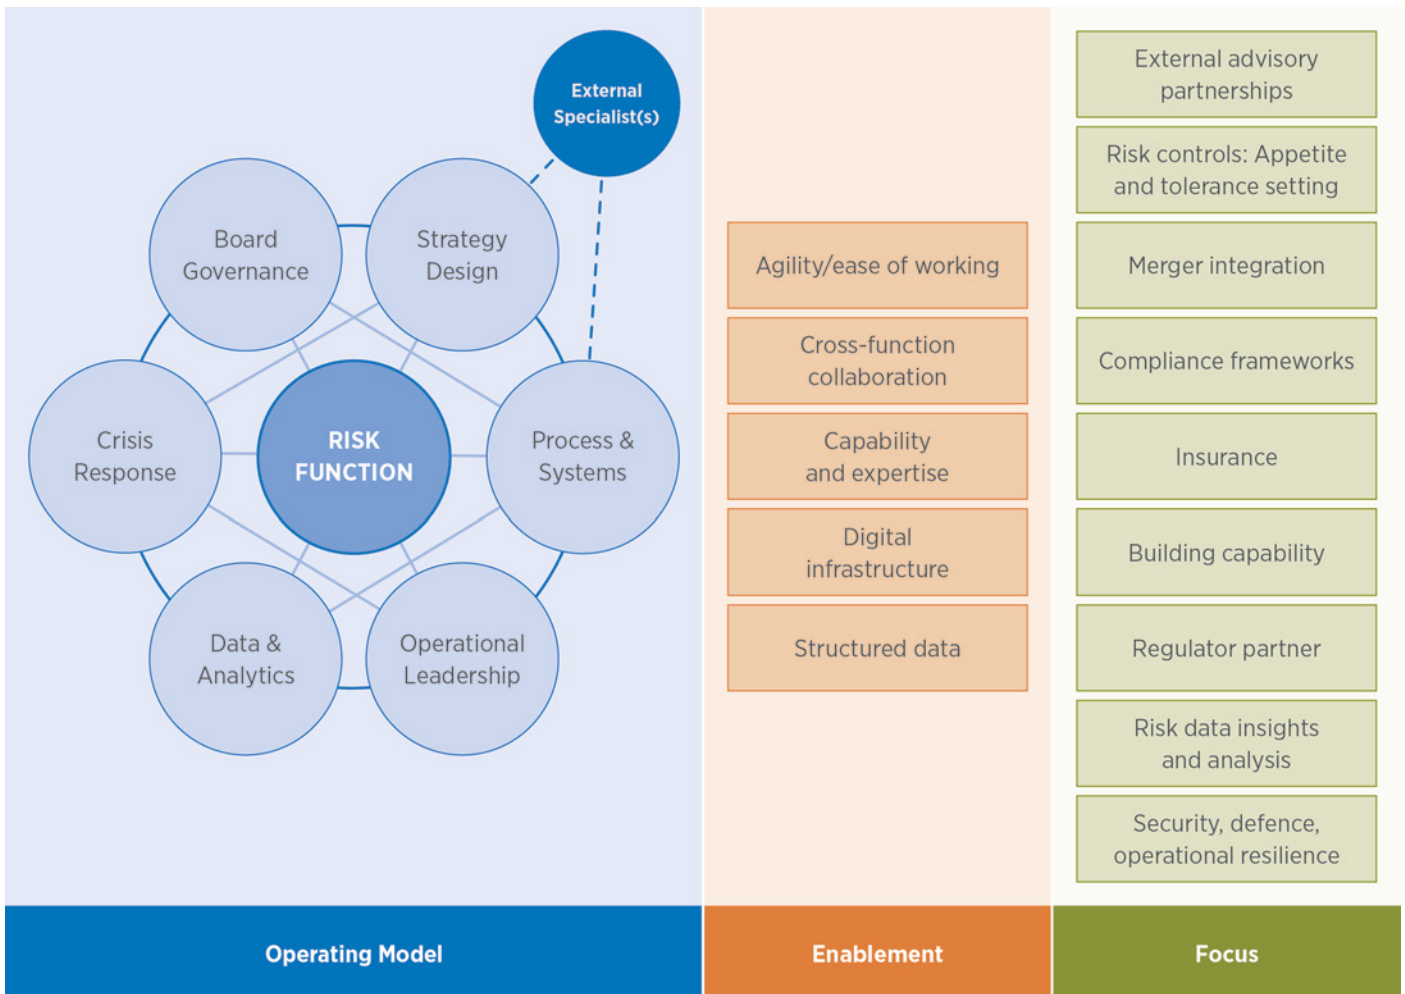 External
Specialist(s)
Board
Governance
Strategy
Design
Crisis
Response
RISK
FUNCTION
Process &
Systems
Data &
Analytics
Operational
Leadership
Operating Model
Agility/ease of working
Cross-function
collaboration
Capability
and expertise
Digital
infrastructure
Structured data
Enablement
External advisory
partnerships
Risk controls: Appetite
and tolerance setting
Merger integration
Compliance frameworks
Insurance
Building capability
Regulator partner
Risk data insights
and analysis
Security, defence,
operational resilience
Focus